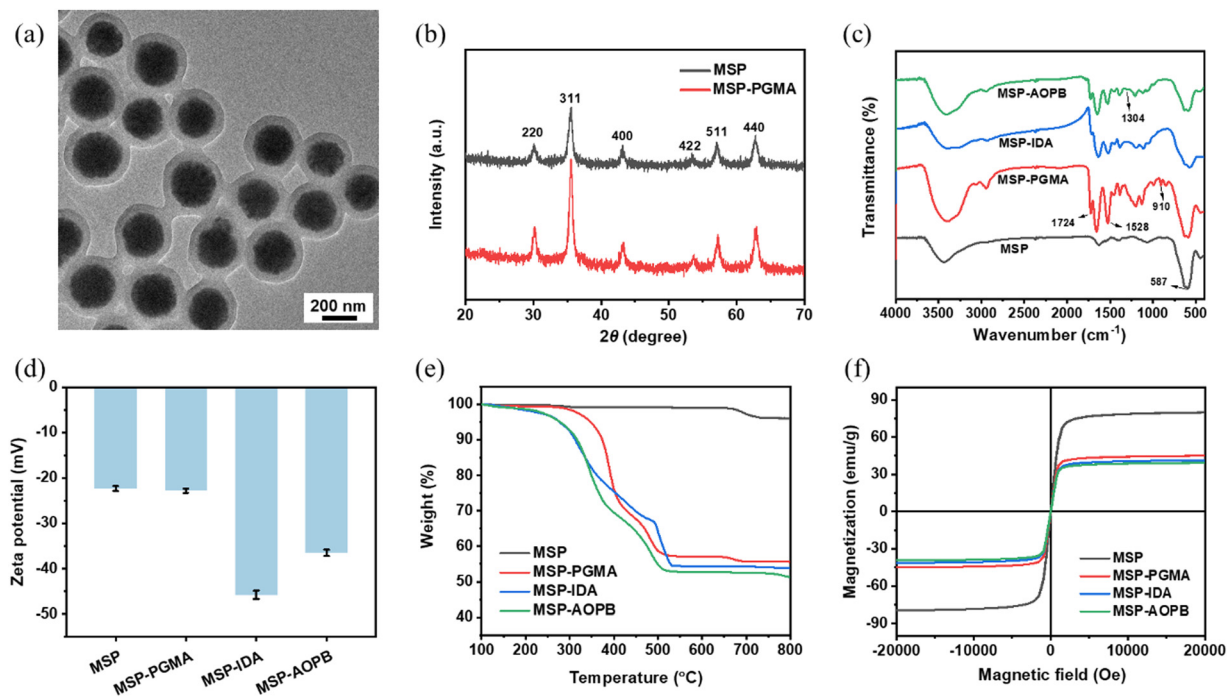 (a)
200 nm
(b)
MSP
MSP-PGMA
311
220
400
422
511
440
Intensity (a.u.)
20 30 40 50 60 70
2θ (degree)
(c)
MSP-AOPB
1304
MSP-IDA
MSP-PGMA
910
1724
1528
MSP
587
Transmittance (%)
4000 3500 3000 2500 2000 1500 1000 500
Wavenumber (cm⁻¹)
(d)
0
-10
-20
-30
-40
-50
Zeta potential (mV)
MSP
MSP-PGMA
MSP-IDA
MSP-AOPB
(e)
100
90
80
70
60
50
40
Weight (%)
MSP
MSP-PGMA
MSP-IDA
MSP-AOPB
100 200 300 400 500 600 700 800
Temperature (°C)
(f)
90
60
30
0
-30
-60
-90
Magnetization (emu/g)
MSP
MSP-PGMA
MSP-IDA
MSP-AOPB
-20000 -10000 0 10000 20000
Magnetic field (Oe)